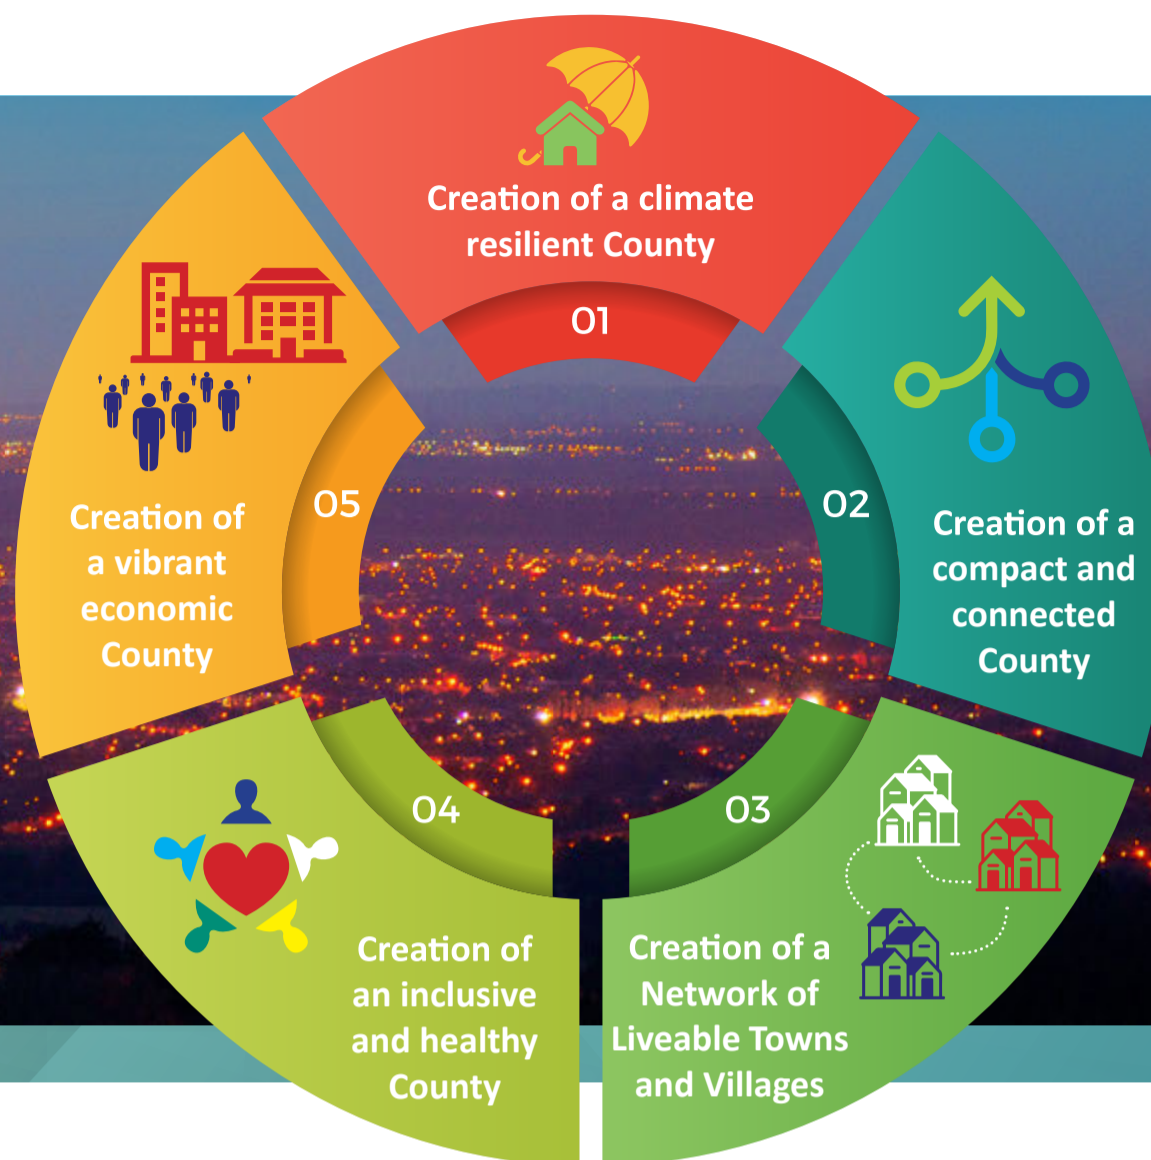 Creation of a climate
resilient County
01
02
Creation of a
compact and
connected
County
03
Creation of a
Network of
Liveable Towns
and Villages
04
Creation of
an inclusive
and healthy
County
05
Creation of
a vibrant
economic
County